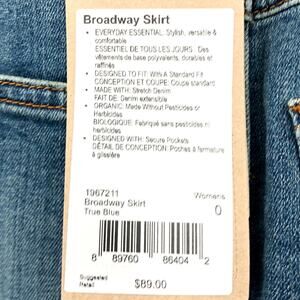 Broadway Skirt
• EVERYDAY ESSENTIAL: Stylish, versatile &
comfortable
ESSENTIEL DE TOUS LES JOURS : Des
vêtements de base polyvalents, durables et
raffinés
• DESIGNED TO FIT: With A Standard Fit
CONCEPTION ET COUPE: Coupe standard
• MADE WITH: Stretch Denim
FAIT DE: Denim extensible
• ORGANIC: Made Without Pesticides or
Herbicides
BIOLOGIQUE: Fabriqué sans pesticides ni
herbicides
• DESIGNED WITH: Secure Pockets
DÉTAIL DE CONCEPTION: Poches à fermeture
à glissière
1967211 Womens
Broadway Skirt 0
True Blue
8 89760 86404 2
Suggested
Retail $89.00